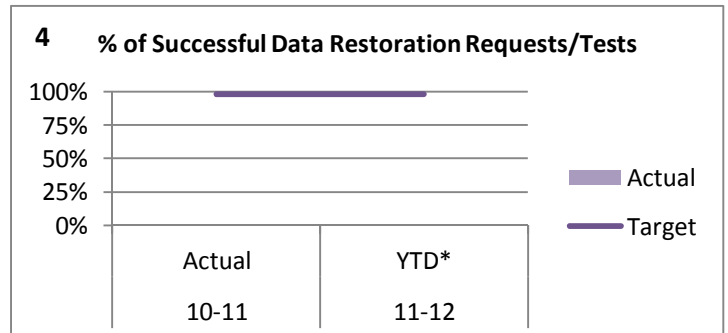 4 % of Successful Data Restoration Requests/Tests
100%
75%
50%
25%
0%
Actual YTD*
10-11 11-12
Actual
Target